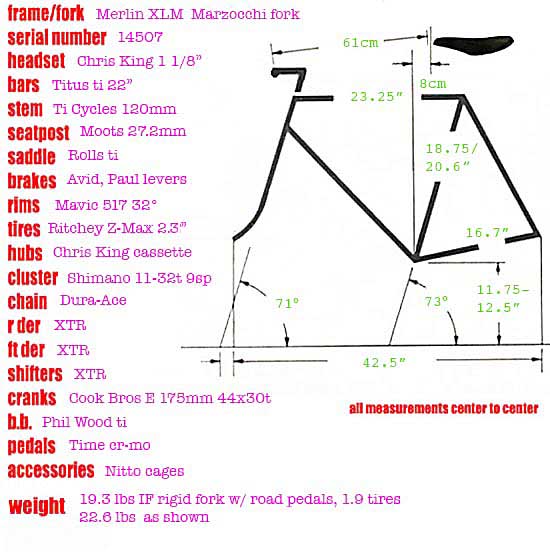 frame/fork Merlin XLM Marzocchi fork
serial number 14507
headset Chris King 1 1/8"
bars Titus ti 22"
stem Ti Cycles 120mm
seatpost Moots 27.2mm
saddle Rolls ti
brakes Avid, Paul levers
rims Mavic 517 32°
tires Ritchey Z-Max 2.3"
hubs Chris King cassette
cluster Shimano 11-32t 9sp
chain Dura-Ace
r der XTR
ft der XTR
shifters XTR
cranks Cook Bros E 175mm 44x30t
b.b. Phil Wood ti
pedals Time cr-mo
accessories Nitto cages
weight 19.3 lbs IF rigid fork w/ road pedals, 1.9 tires
22.6 lbs as shown
61cm
8cm
23.25"
18.75/
20.6"
16.7"
11.75-
12.5"
71°
73°
42.5"
all measurements center to center